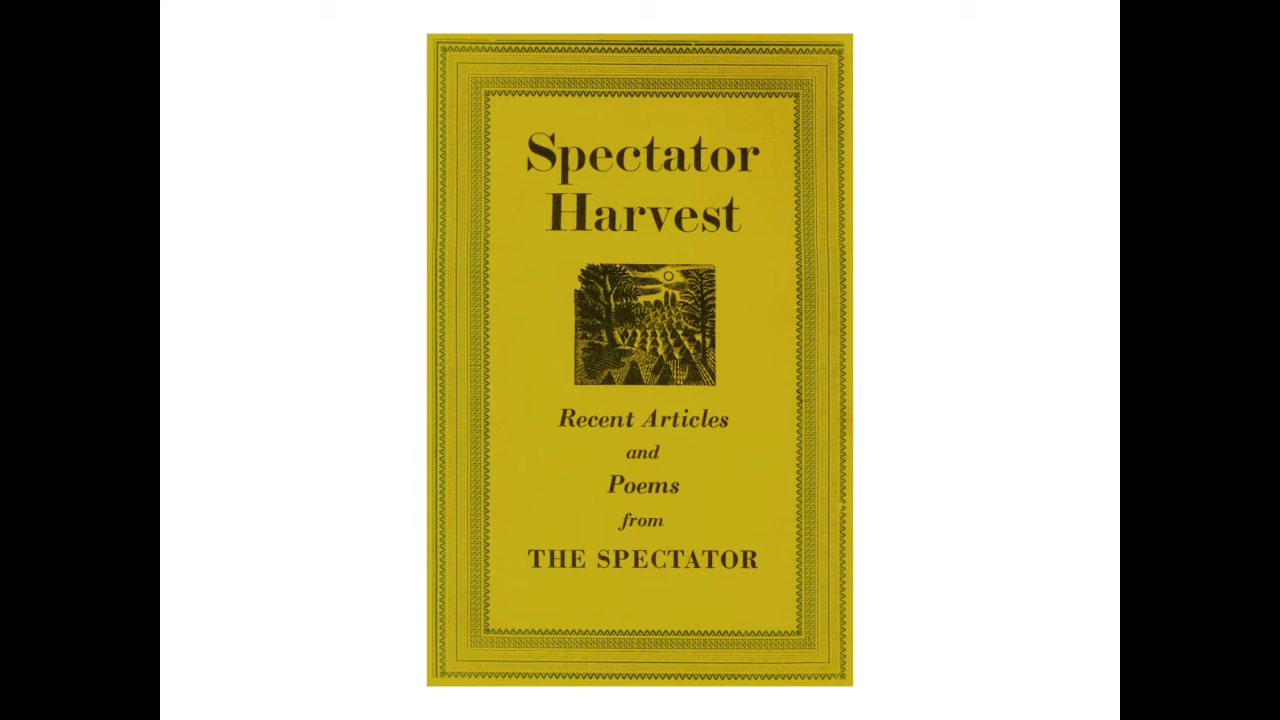 Spectator
Harvest
Recent Articles
and
Poems
from
THE SPECTATOR